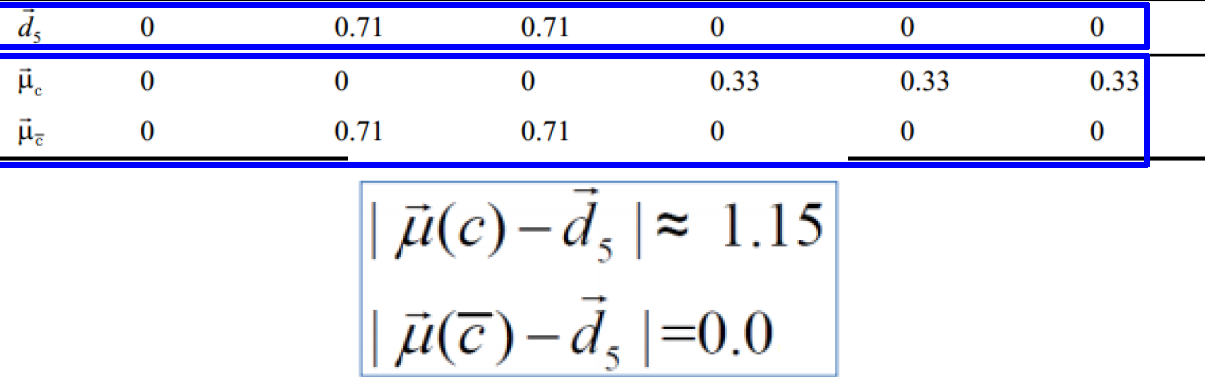 d⃗₅ 0 0.71 0.71 0 0 0
μ⃗c 0 0 0 0.33 0.33 0.33
μ⃗c̅ 0 0.71 0.71 0 0 0
| μ⃗(c) − d⃗₅ | ≈ 1.15
| μ⃗(c̅) − d⃗₅ | =0.0